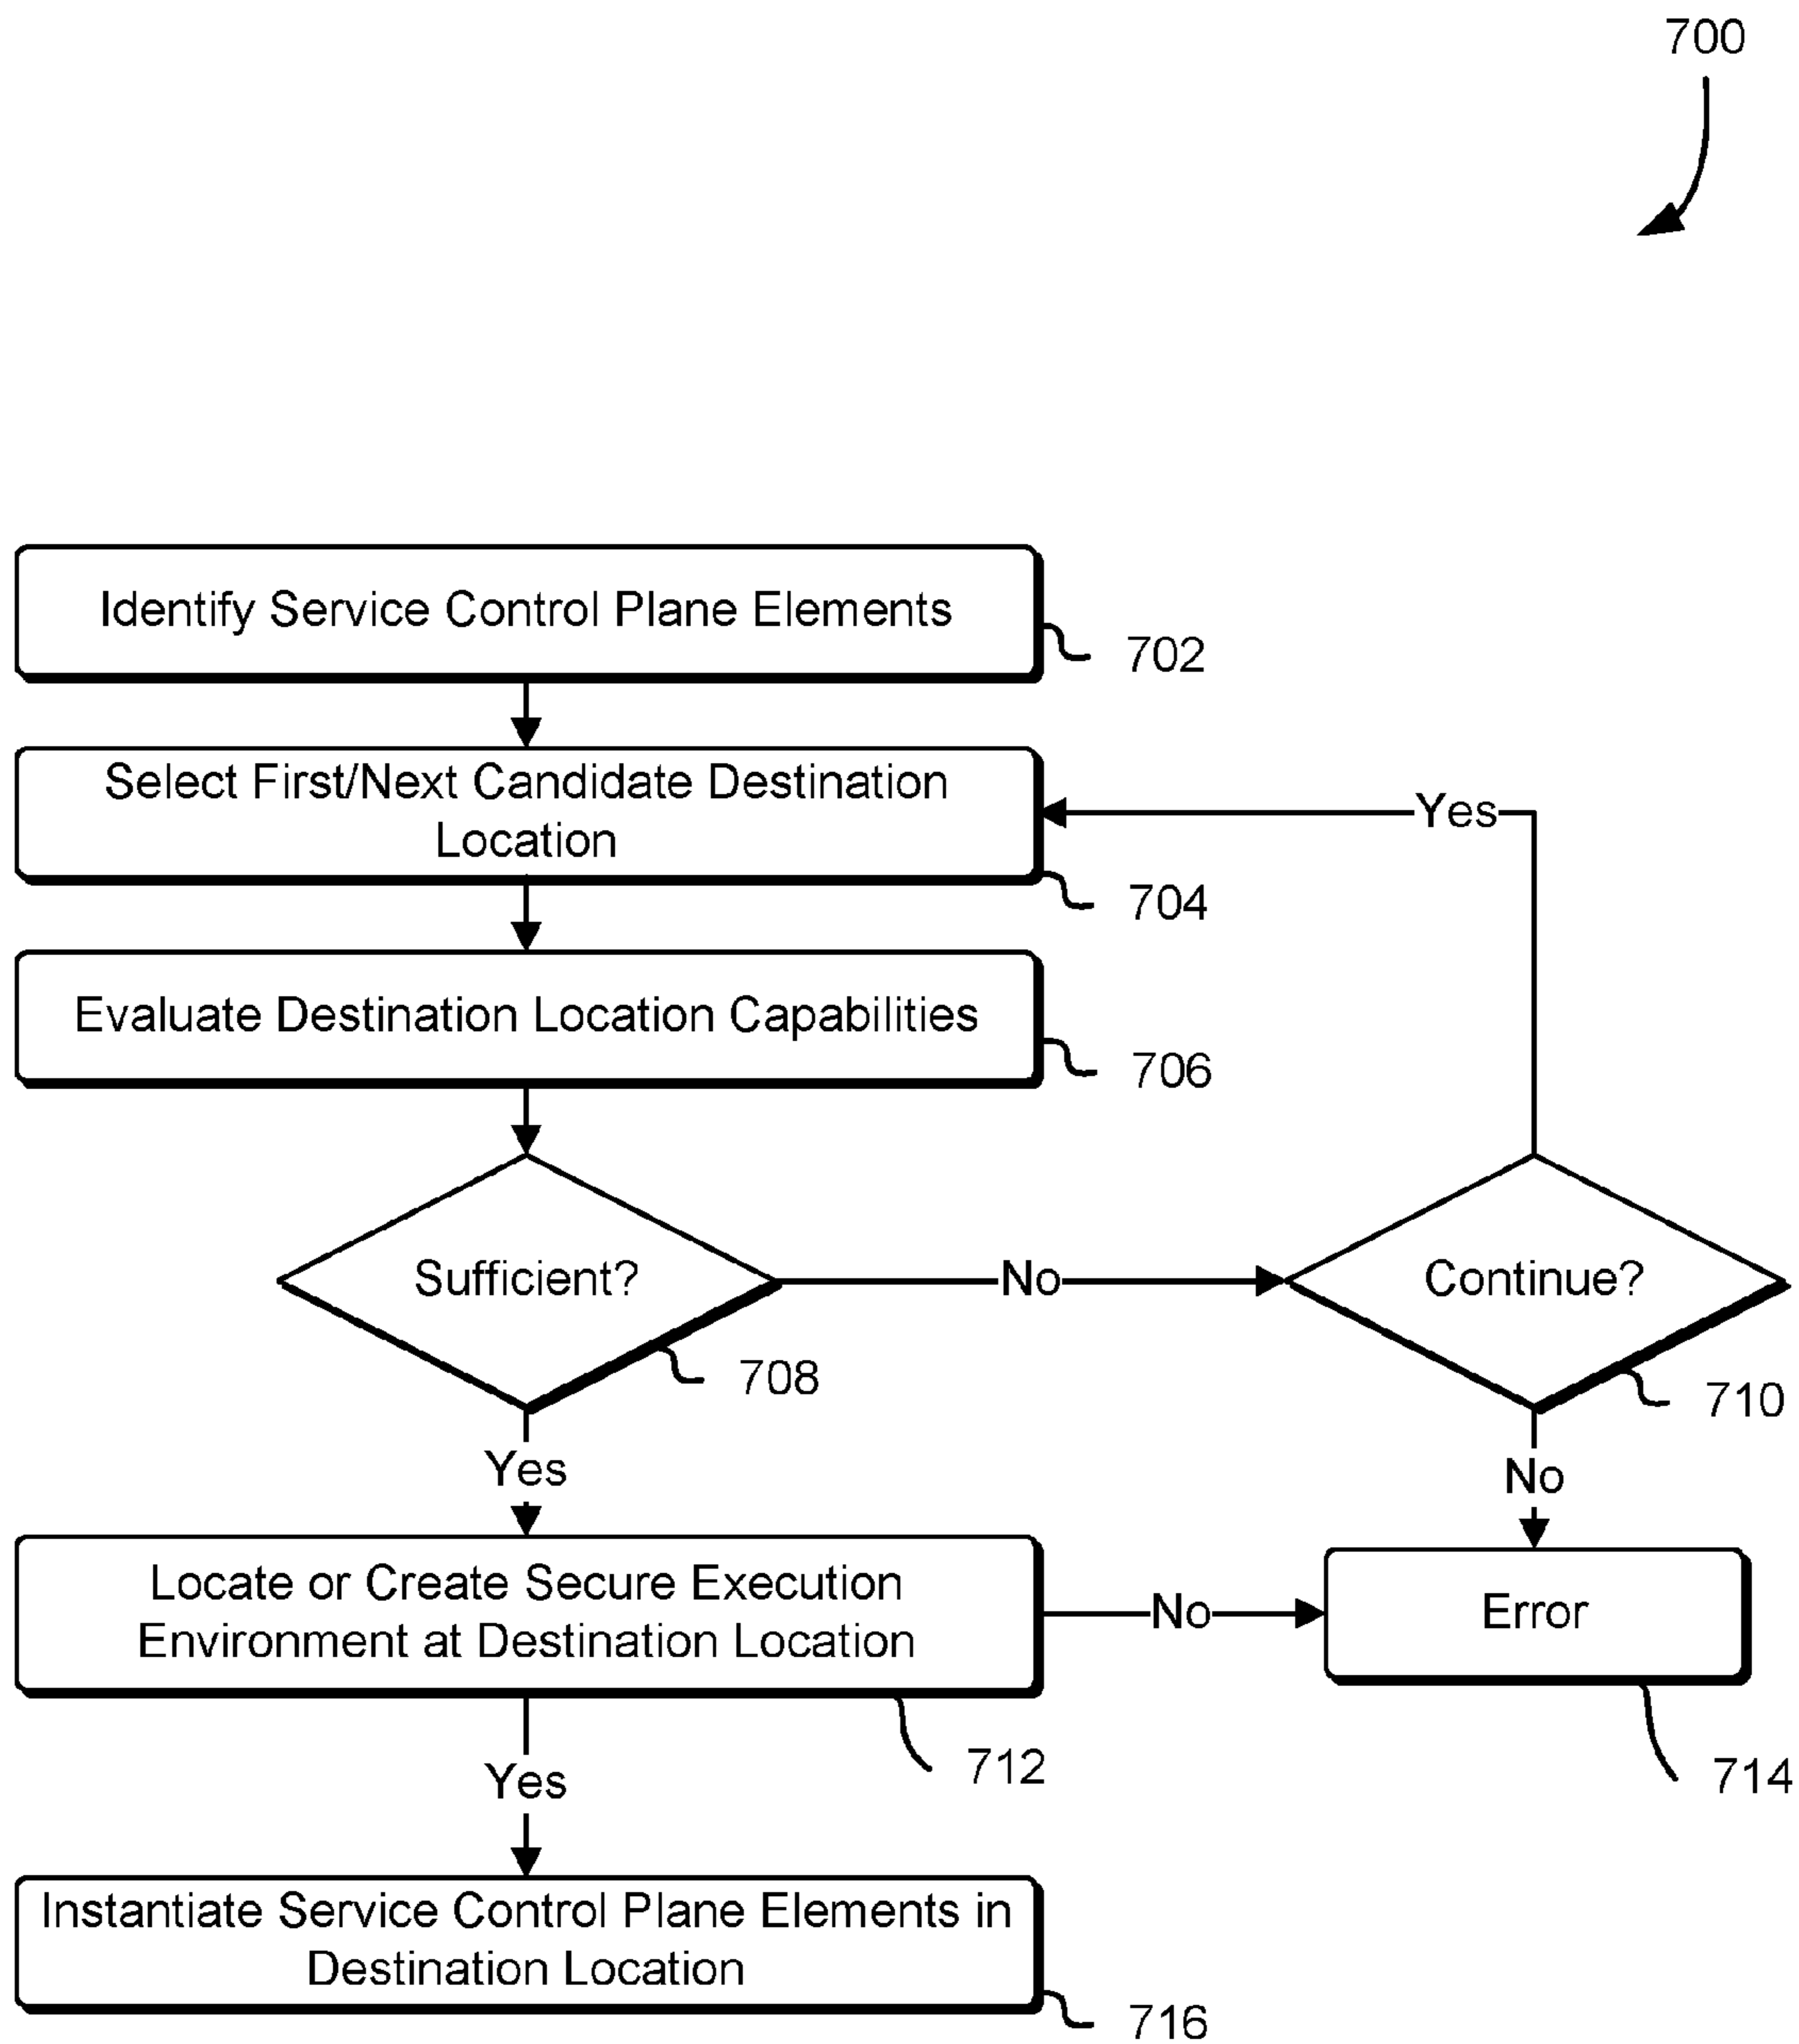 700
Identify Service Control Plane Elements
702
Select First/Next Candidate Destination
Location
Yes
704
Evaluate Destination Location Capabilities
706
Sufficient?
No
Continue?
708
710
Yes
No
Locate or Create Secure Execution
Environment at Destination Location
No
Error
712
714
Yes
Instantiate Service Control Plane Elements in
Destination Location
716